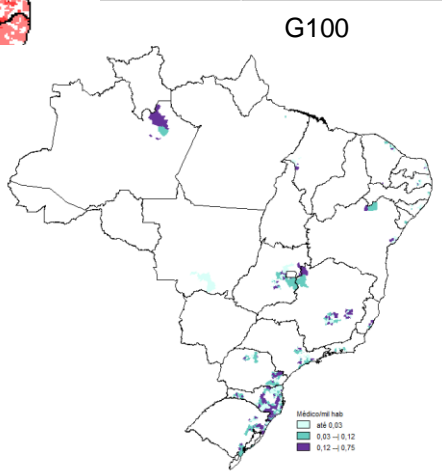 G100
Médico/mil hab
até 0,03
0,03 --| 0,12
0,12 --| 0,75